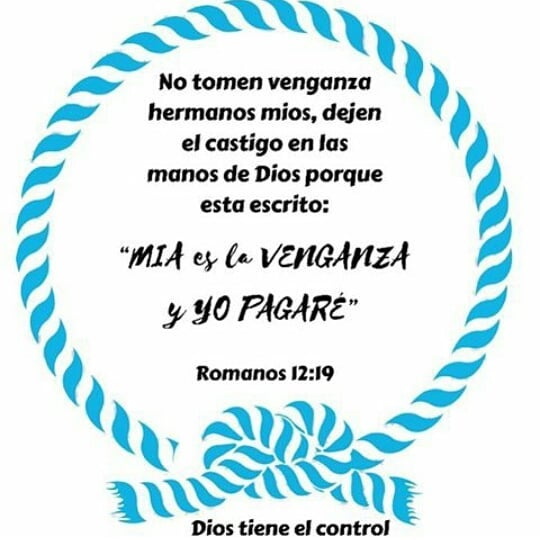 No tomen venganza
hermanos mios, dejen
el castigo en las
manos de Dios porque
esta escrito:
“MIA es la VENGANZA
y YO PAGARÉ”
Romanos 12:19
Dios tiene el control